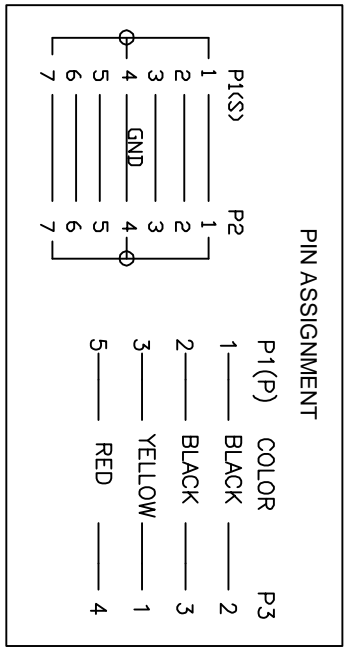 PIN ASSIGNMENT
P1(S) P2
1 1
2 2
3 3
4 GND 4
5 5
6 6
7 7
P1(P) COLOR P3
1 BLACK 2
2 BLACK 3
3 YELLOW 1
5 RED 4